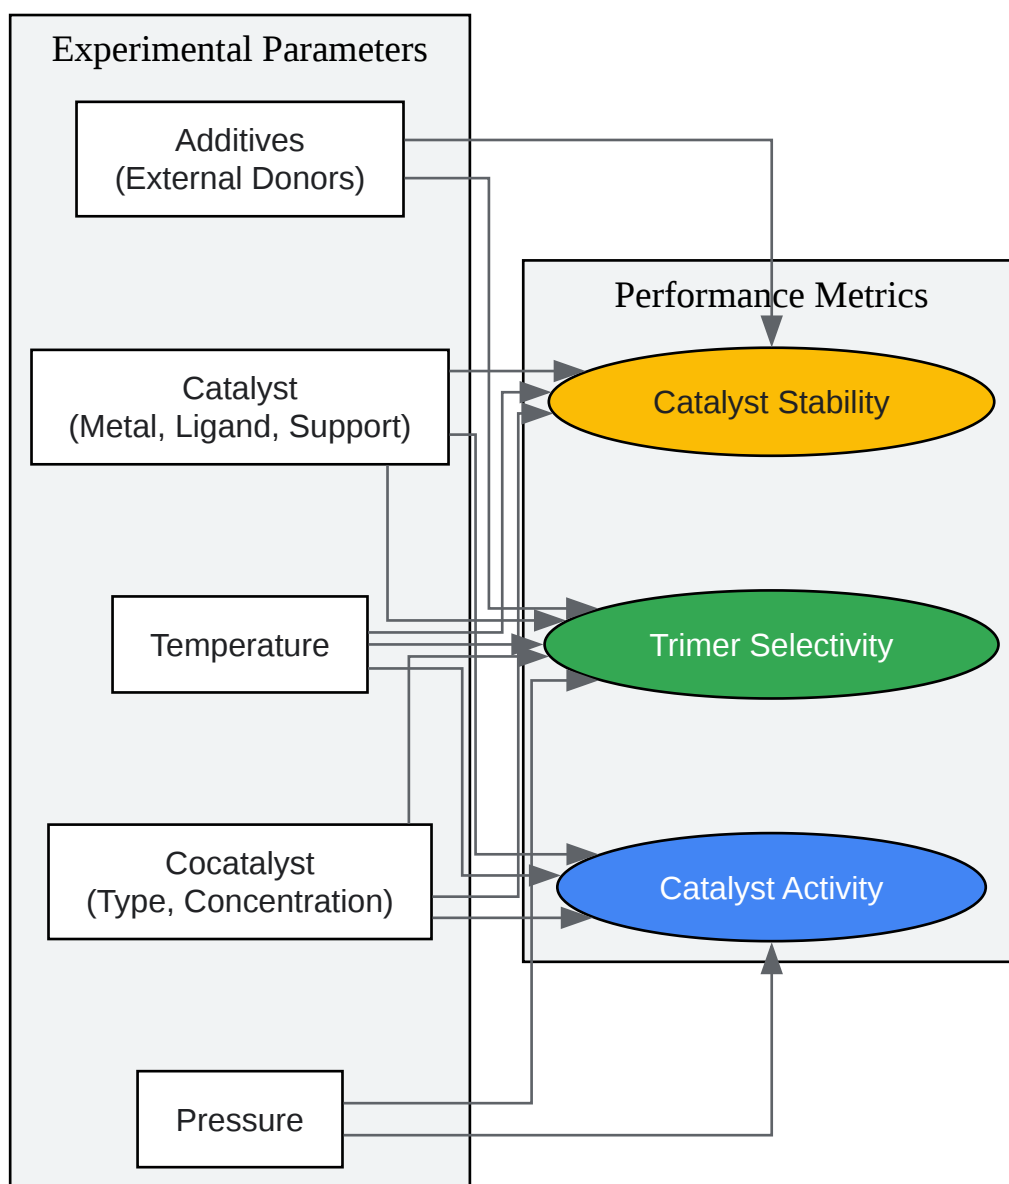 Experimental Parameters
Additives
(External Donors)
Catalyst
(Metal, Ligand, Support)
Temperature
Cocatalyst
(Type, Concentration)
Pressure
Performance Metrics
Catalyst Stability
Trimer Selectivity
Catalyst Activity